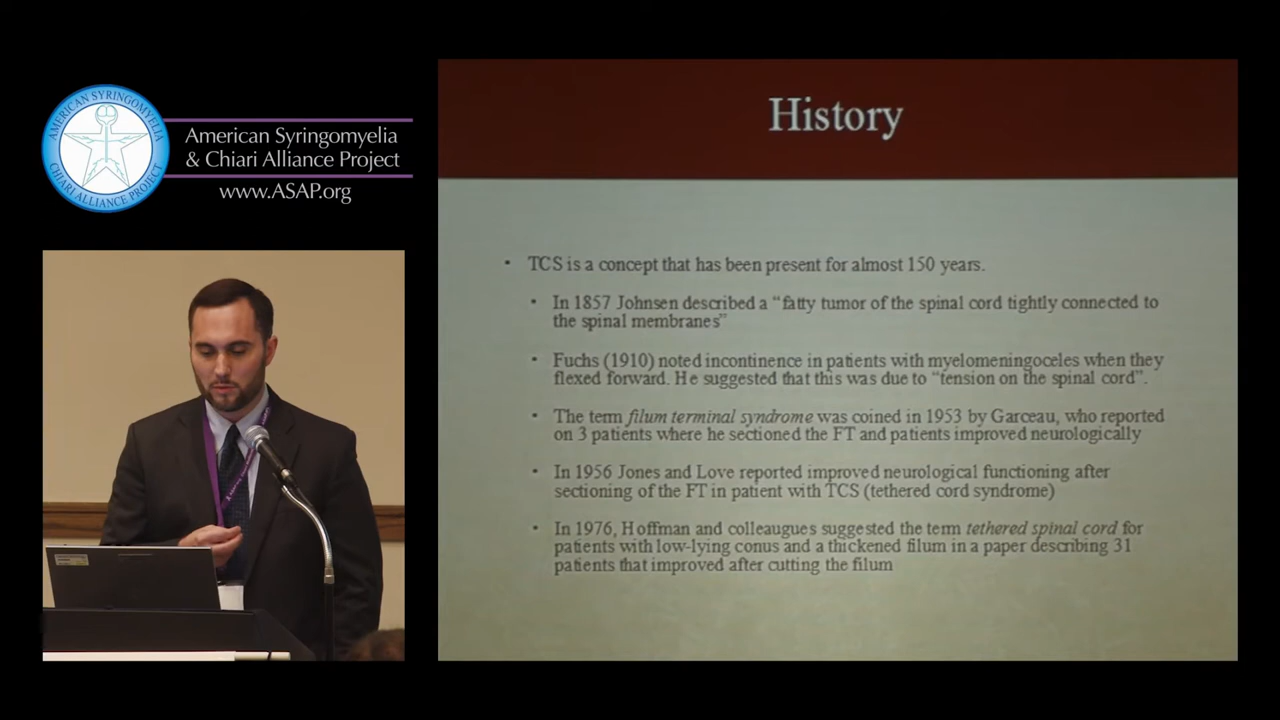 AMERICAN SYRINGOMYELIA
CHIARI ALLIANCE PROJECT
American Syringomyelia
& Chiari Alliance Project
www.ASAP.org
History
• TCS is a concept that has been present for almost 150 years.
• In 1857 Johnsen described a “fatty tumor of the spinal cord tightly connected to
the spinal membranes”
• Fuchs (1910) noted incontinence in patients with myelomeningoceles when they
flexed forward. He suggested that this was due to “tension on the spinal cord”.
• The term filum terminal syndrome was coined in 1953 by Garceau, who reported
on 3 patients where he sectioned the FT and patients improved neurologically
• In 1956 Jones and Love reported improved neurological functioning after
sectioning of the FT in patient with TCS (tethered cord syndrome)
• In 1976, Hoffman and colleaugues suggested the term tethered spinal cord for
patients with low-lying conus and a thickened filum in a paper describing 31
patients that improved after cutting the filum